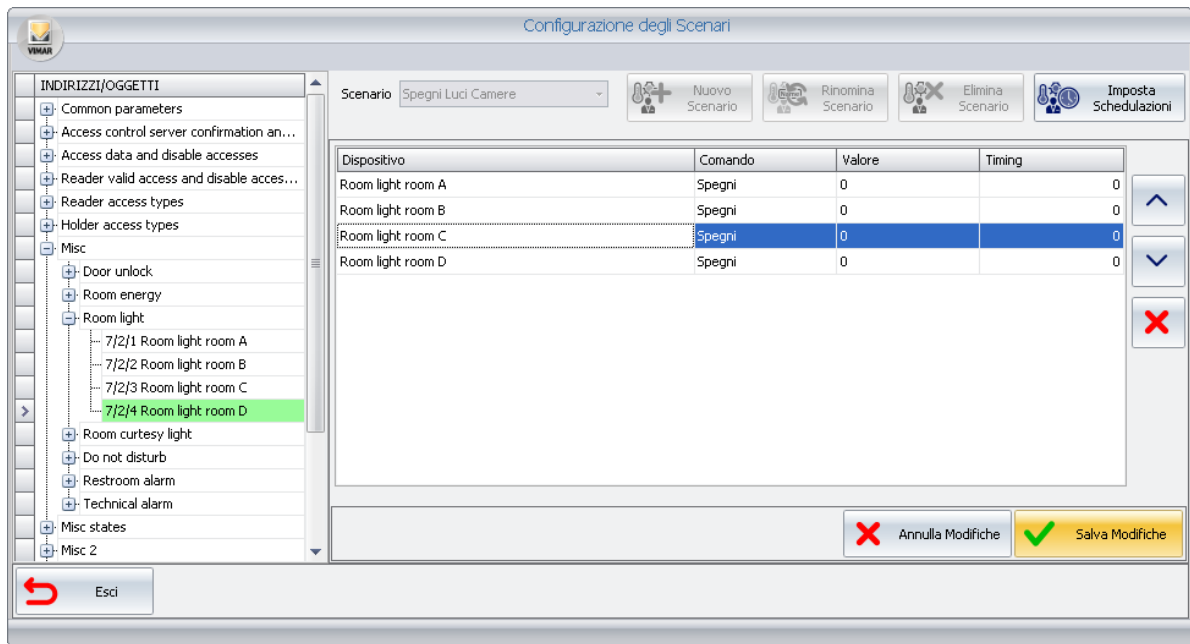 Configurazione degli Scenari
VIMAR
INDIRIZZI/OGGETTI
Common parameters
Access control server confirmation an...
Access data and disable accesses
Reader valid access and disable acces...
Reader access types
Holder access types
Misc
Door unlock
Room energy
Room light
7/2/1 Room light room A
7/2/2 Room light room B
7/2/3 Room light room C
7/2/4 Room light room D
Room curtesy light
Do not disturb
Restroom alarm
Technical alarm
Misc states
Misc 2
Scenario Spegni Luci Camere
Nuovo
Scenario
Rinomina
Scenario
Elimina
Scenario
Imposta
Schedulazioni
Dispositivo Comando Valore Timing
Room light room A Spegni 0 0
Room light room B Spegni 0 0
Room light room C Spegni 0 0
Room light room D Spegni 0 0
Annulla Modifiche
Salva Modifiche
Esci